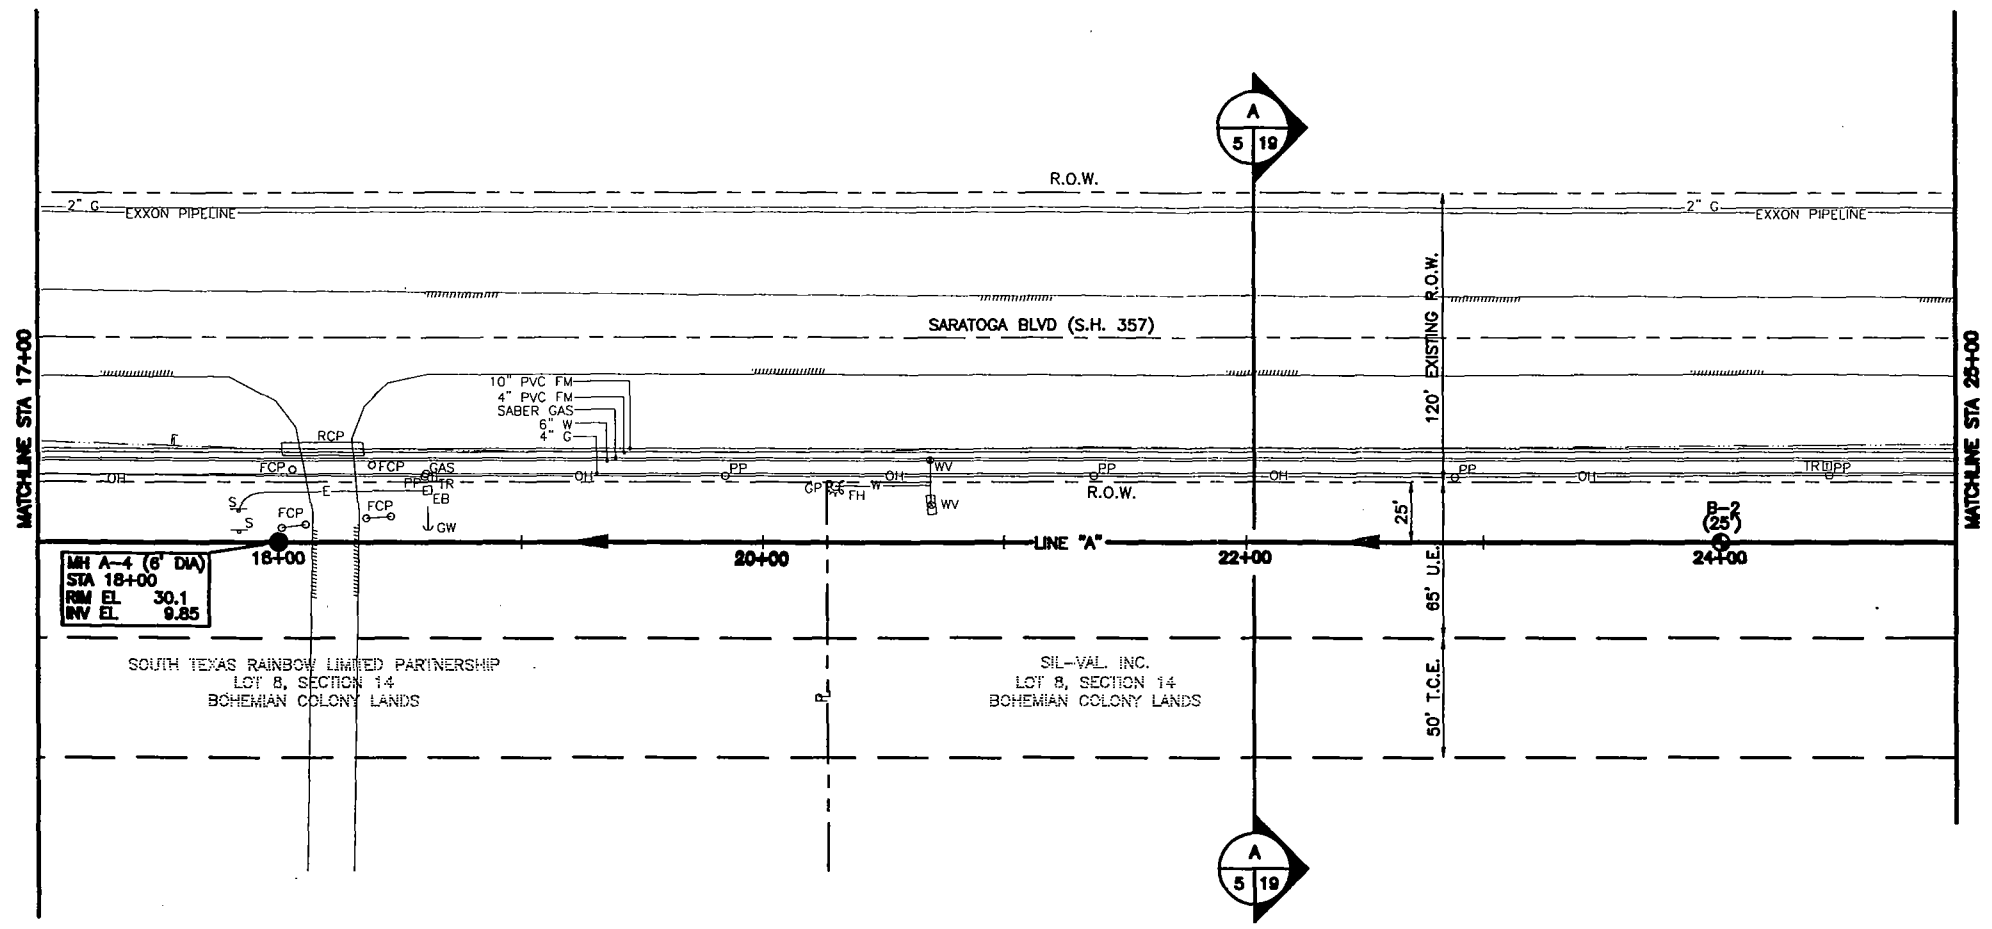 A
5 19
R.O.W.
2" G
EXXON PIPELINE
2" G
EXXON PIPELINE
120' EXISTING R.O.W.
SARATOGA BLVD (S.H. 357)
MATCHLINE STA 17+00
MATCHLINE STA 25+00
10" PVC FM
4" PVC FM
SABER GAS
6" W
4" G
RCP
FCP
FCP
GAS
OH
PP
TR
EB
OH
PP
GP
FH
W
OH
WV
WV
PP
R.O.W.
OH
PP
OH
TR
PP
S
E
S
FCP
FCP
GW
25'
B-2
(25')
LINE "A"
18+00
20+00
22+00
24+00
MH A-4 (6' DIA)
STA 18+00
RIM EL 30.1
INV EL 9.85
65' U.E.
50' T.C.E.
SOUTH TEXAS RAINBOW LIMITED PARTNERSHIP
LOT 8, SECTION 14
BOHEMIAN COLONY LANDS
SIL-VAL. INC.
LOT 8, SECTION 14
BOHEMIAN COLONY LANDS
A
5 19